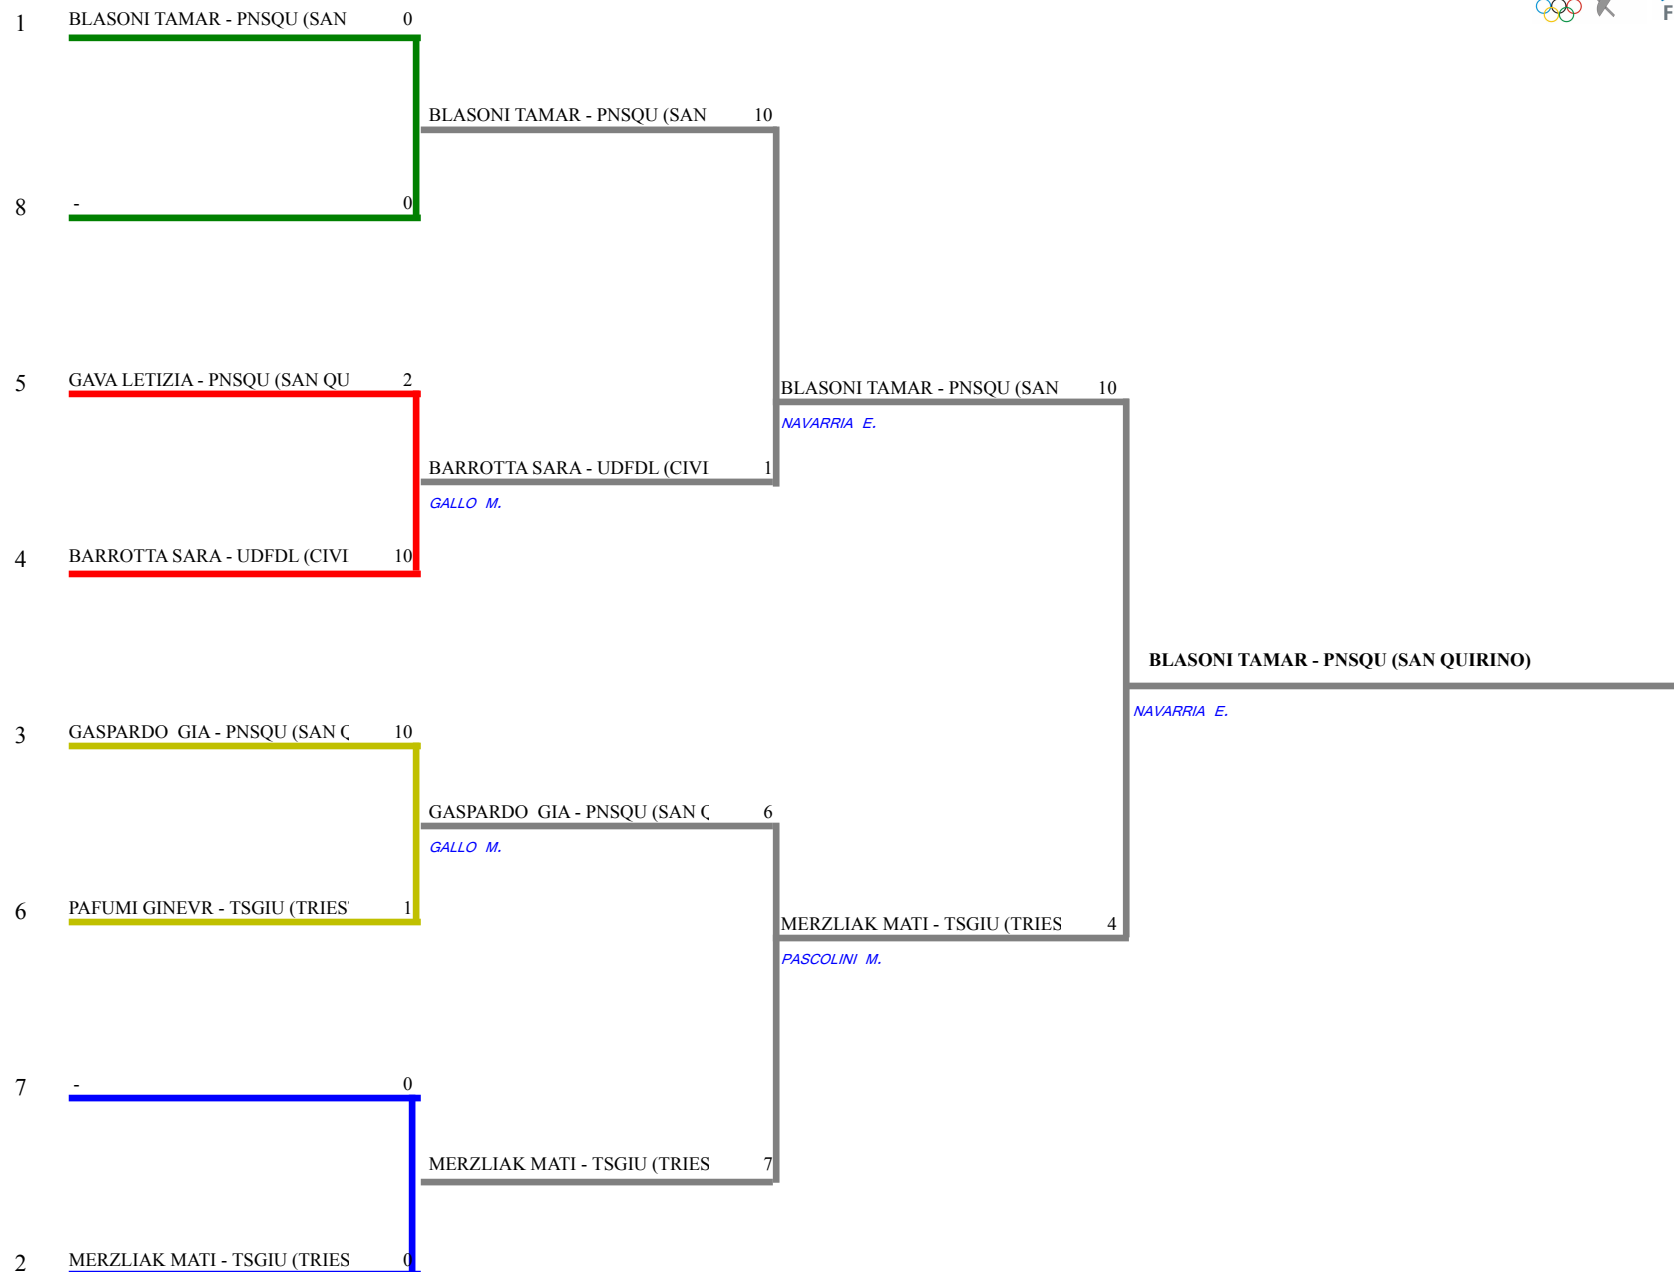 1 BLASONI TAMAR - PNSQU (SAN 0
F
BLASONI TAMAR - PNSQU (SAN 10
8 - 0
5 GAVA LETIZIA - PNSQU (SAN QU 2
BLASONI TAMAR - PNSQU (SAN 10
NAVARRIA E.
BARROTTA SARA - UDFDL (CIVI 1
GALLO M.
4 BARROTTA SARA - UDFDL (CIVI 10
BLASONI TAMAR - PNSQU (SAN QUIRINO)
NAVARRIA E.
3 GASPARDO GIA - PNSQU (SAN Q 10
GASPARDO GIA - PNSQU (SAN Q 6
GALLO M.
6 PAFUMI GINEVR - TSGIU (TRIES 1
MERZLIAK MATI - TSGIU (TRIES 4
PASCOLINI M.
7 - 0
MERZLIAK MATI - TSGIU (TRIES 7
2 MERZLIAK MATI - TSGIU (TRIES 0